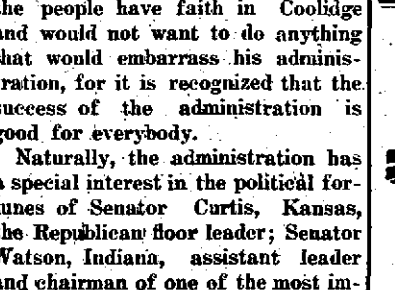 the people have faith in Coolidge
and would not want to do anything
that would embarrass his adminis-
tration, for it is recognized that the
success of the administration is
good for everybody.
Naturally, the administration has
a special interest in the political for-
tunes of Senator Curtis, Kansas,
the Republican floor leader; Senator
Watson, Indiana, assistant leader
and chairman of one of the most im-